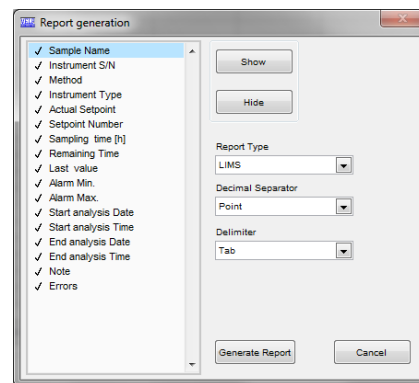 Report generation
Sample Name
Instrument S/N
Method
Instrument Type
Actual Setpoint
Setpoint Number
Sampling time [h]
Remaining Time
Last value
Alarm Min.
Alarm Max.
Start analysis Date
Start analysis Time
End analysis Date
End analysis Time
Note
Errors
Show
Hide
Report Type
LIMS
Decimal Separator
Point
Delimiter
Tab
Generate Report
Cancel